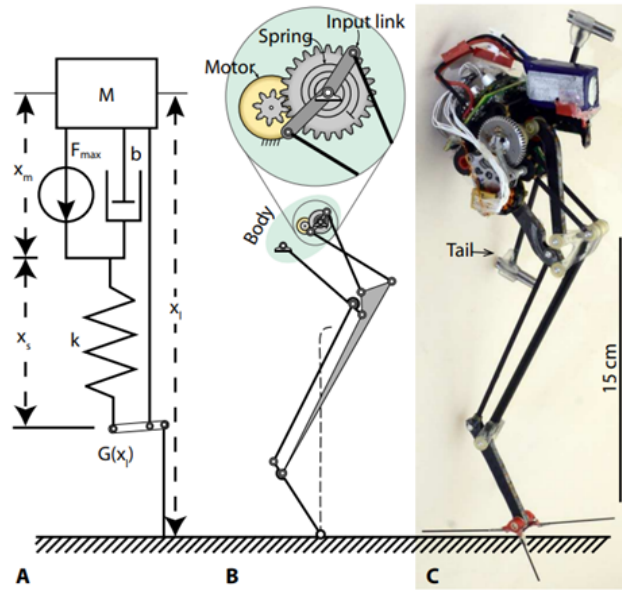 M
F_max
b
x_m
x_s
k
x_l
G(x_l)
A
Input link
Spring
Motor
Body
B
Tail
15 cm
C